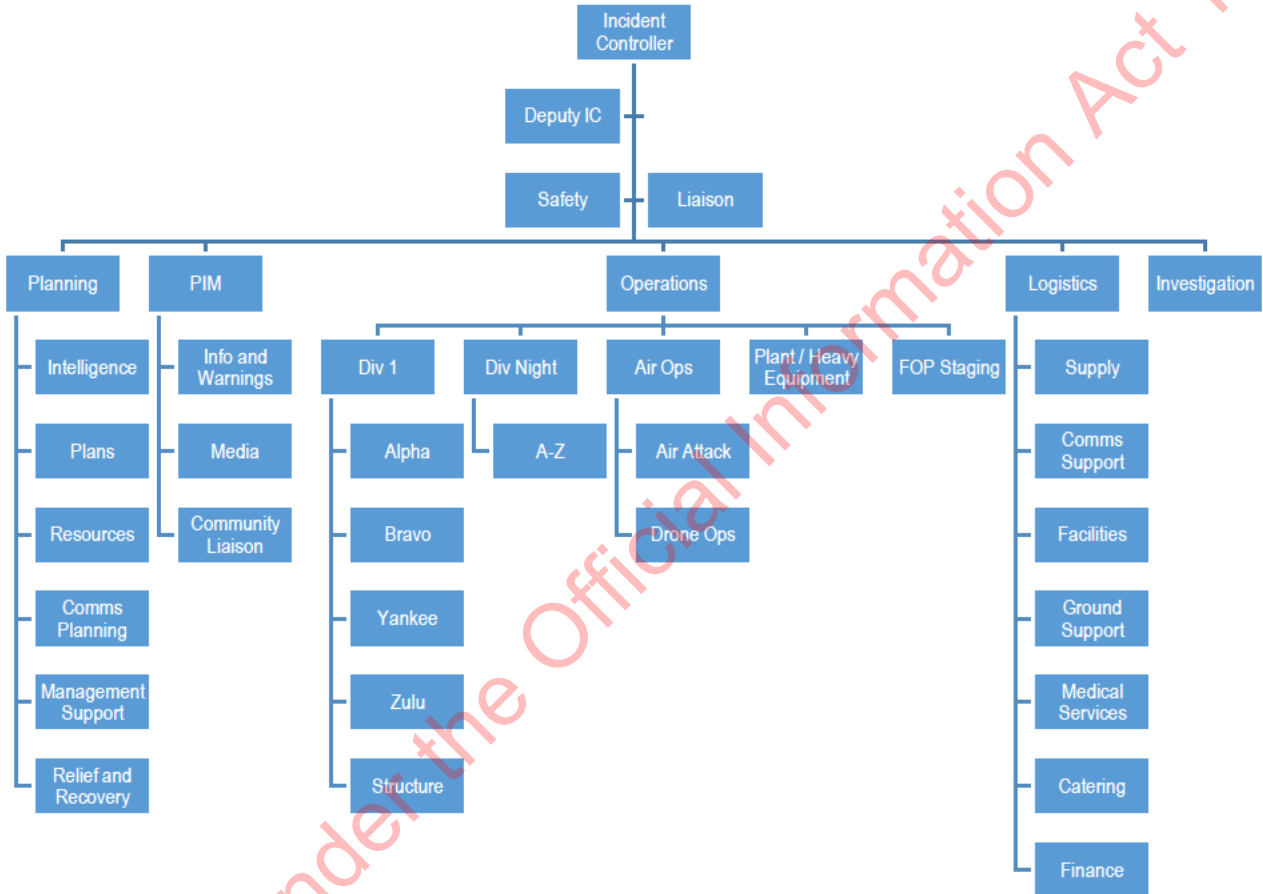 Incident
Controller
Deputy IC
Safety
Liaison
Planning
PIM
Operations
Logistics
Investigation
Intelligence
Plans
Resources
Comms
Planning
Management
Support
Relief and
Recovery
Info and
Warnings
Media
Community
Liaison
Div 1
Alpha
Bravo
Yankee
Zulu
Structure
Div Night
A-Z
Air Ops
Air Attack
Drone Ops
Plant / Heavy
Equipment
FOP Staging
Supply
Comms
Support
Facilities
Ground
Support
Medical
Services
Catering
Finance
the Official Information Act